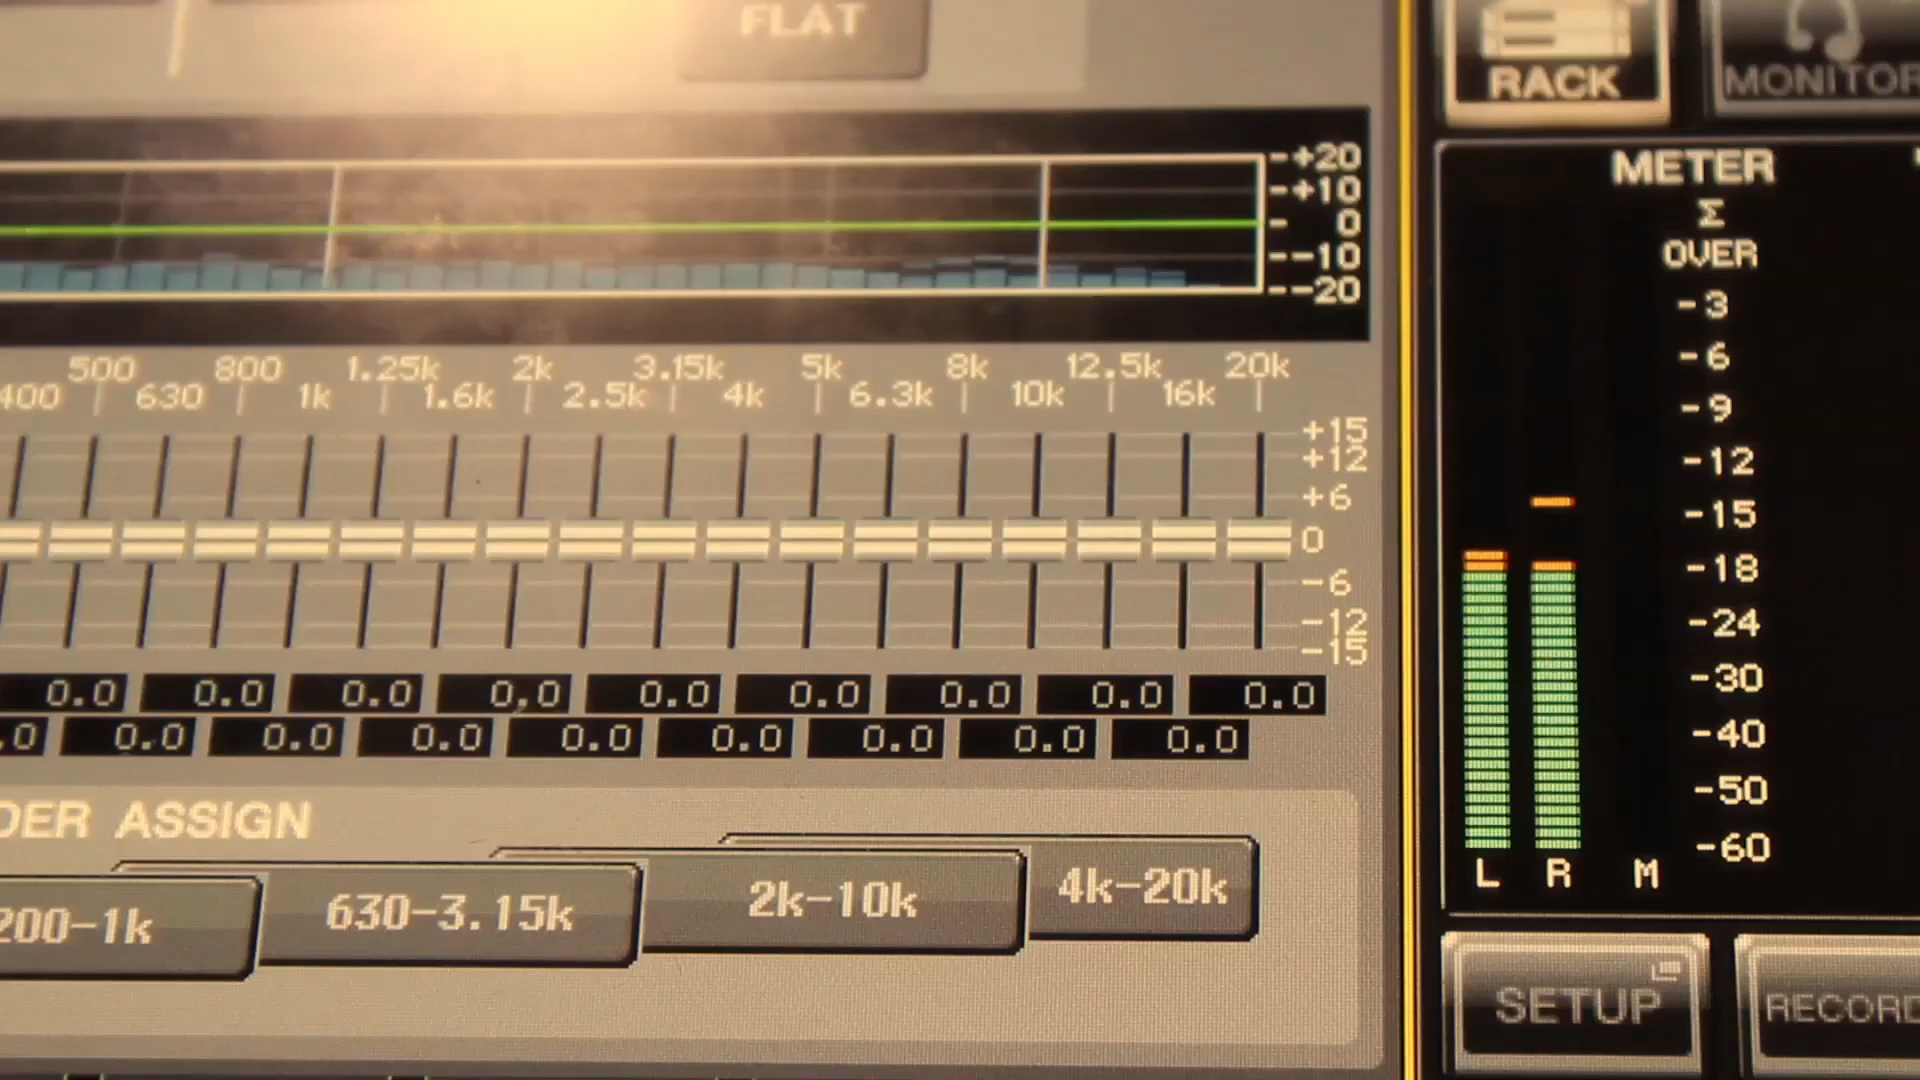 FLAT
RACK
MONITOR
+20
+10
0
-10
-20
500 800 1.25k 2k 3.15k 5k 8k 12.5k 20k
400 630 1k 1.6k 2.5k 4k 6.3k 10k 16k
+15
+12
+6
0
-6
-12
-15
0.0 0.0 0.0 0.0 0.0 0.0 0.0 0.0 0.0
.0 0.0 0.0 0.0 0.0 0.0 0.0 0.0 0.0
DER ASSIGN
200-1k 630-3.15k 2k-10k 4k-20k
METER
Σ
OVER
-3
-6
-9
-12
-15
-18
-24
-30
-40
-50
-60
L R M
SETUP
RECORD